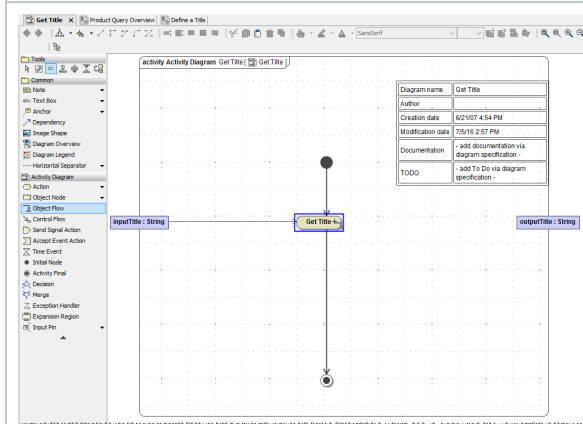 Get Title
Product Query Overview
Define a Title
SansSerif
Tools
Common
Note
abc Text Box
Anchor
Dependency
Image Shape
Diagram Overview
Diagram Legend
Horizontal Separator
Activity Diagram
Action
Object Node
Object Flow
Control Flow
Send Signal Action
Accept Event Action
Time Event
Initial Node
Activity Final
Decision
Merge
Exception Handler
Expansion Region
Input Pin
activity Activity Diagram Get Title [ Get Title ]
Diagram name Get Title
Author
Creation date 6/21/07 4:54 PM
Modification date 7/5/16 2:57 PM
Documentation - add documentation via
diagram specification -
TODO - add To Do via diagram
specification -
inputTitle : String
Get Title
outputTitle : String